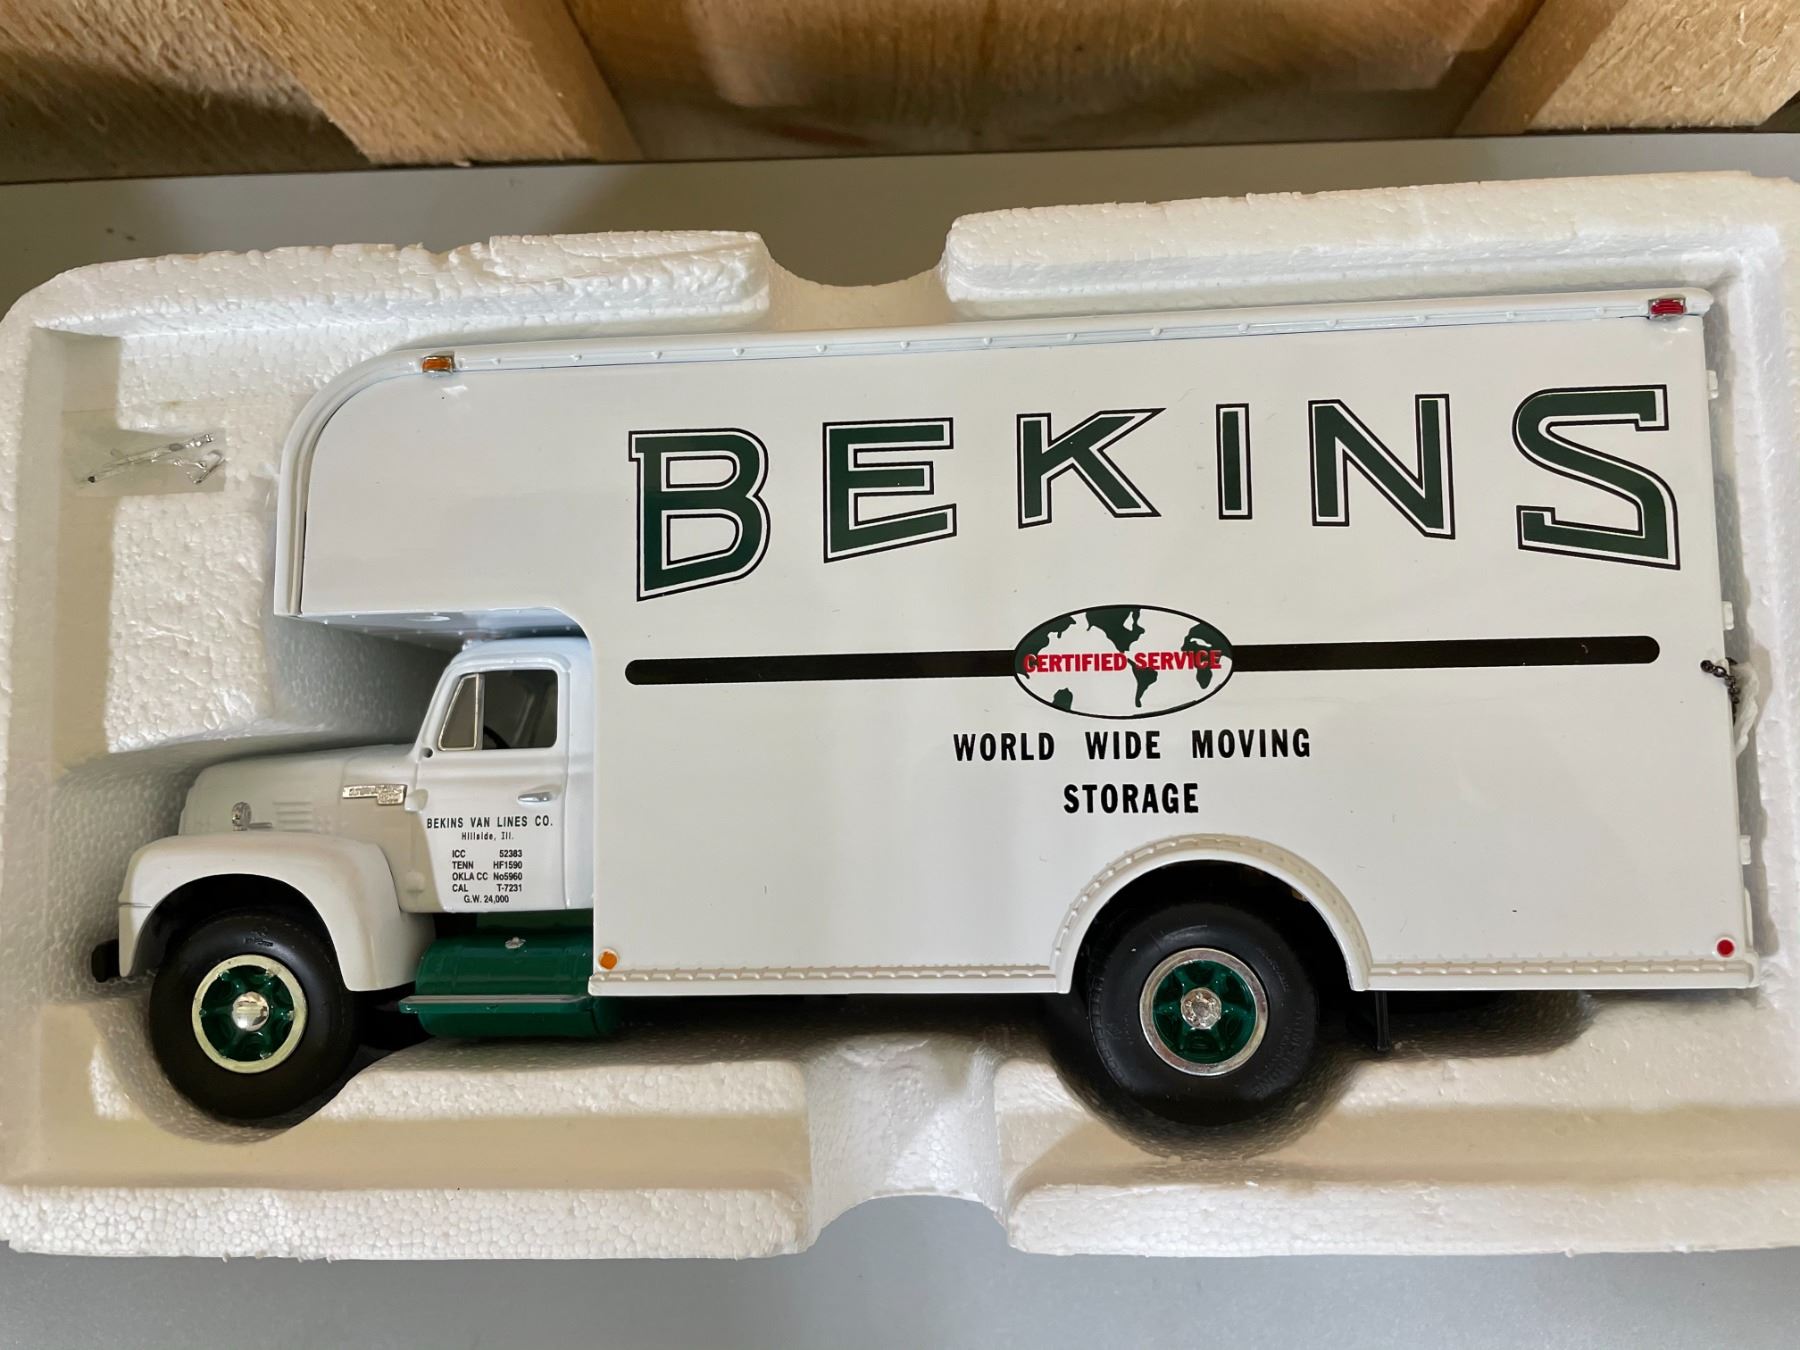 BEKINS
CERTIFIED SERVICE
WORLD WIDE MOVING
STORAGE
BEKINS VAN LINES CO.
Hillside, Ill.
ICC 52383
TENN HF1590
OKLA CC No5960
CAL T-7231
G.W. 24,000